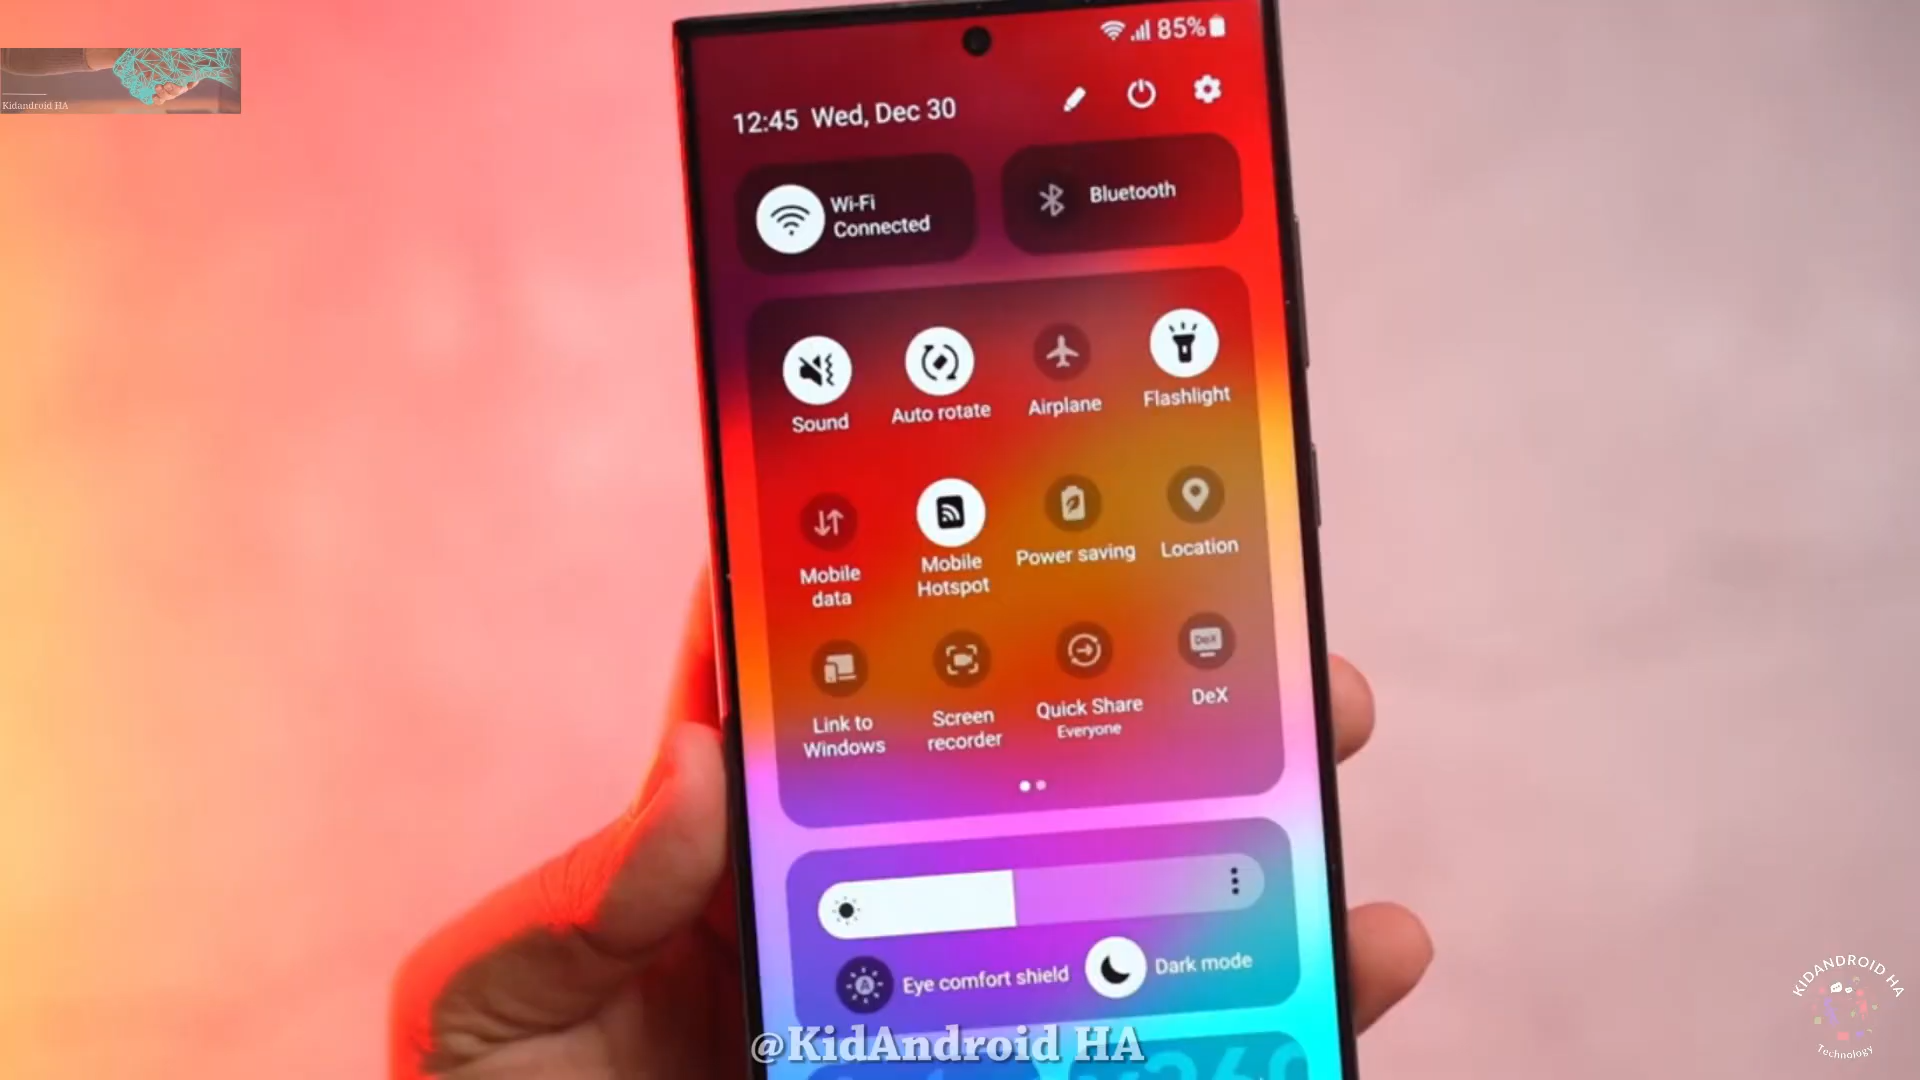 85%
12:45 Wed, Dec 30
Kidandroid HA
Wi-Fi
Connected
Bluetooth
Sound
Auto rotate
Airplane
Flashlight
Mobile
data
Mobile
Hotspot
Power saving
Location
Link to
Windows
Screen
recorder
Quick Share
Everyone
DeX
DeX
Eye comfort shield
Dark mode
@KidAndroid HA
KIDANDROID HA
Technology